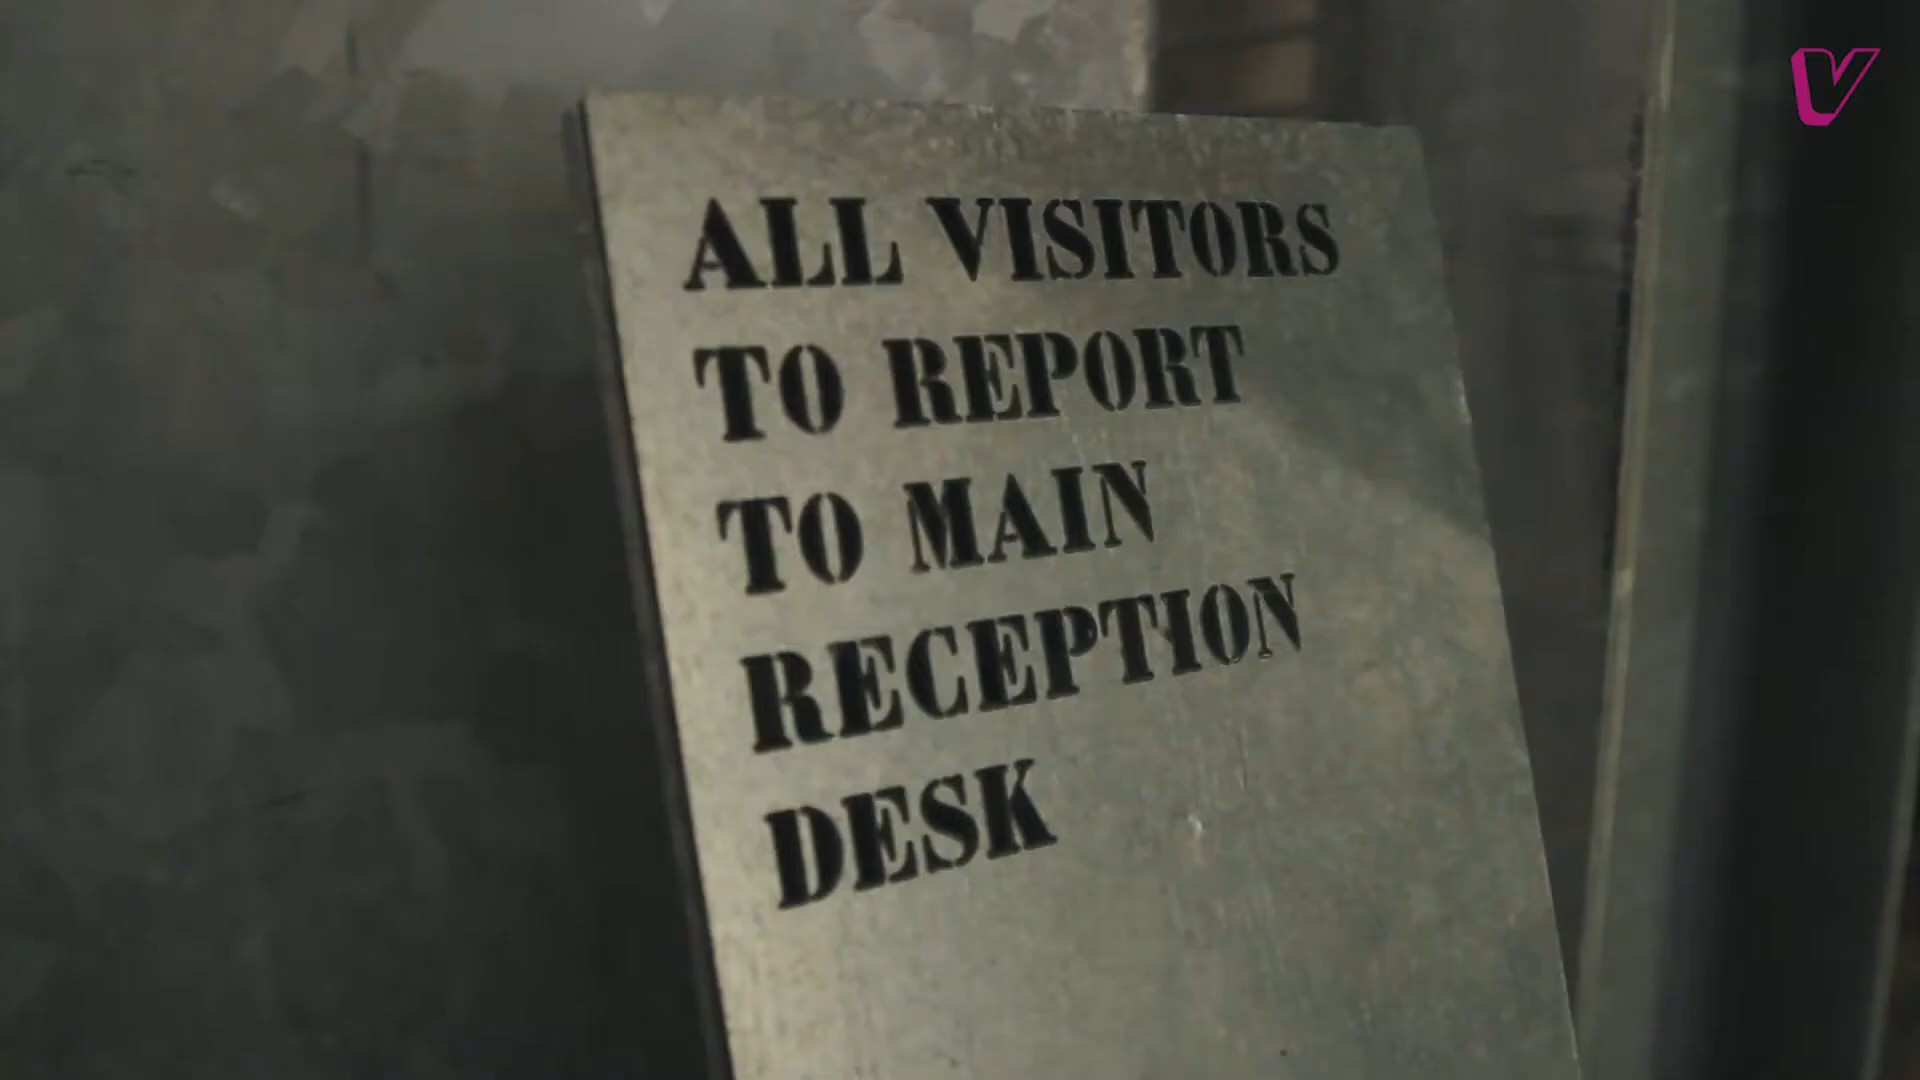 ALL VISITORS
TO REPORT
TO MAIN
RECEPTION
DESK